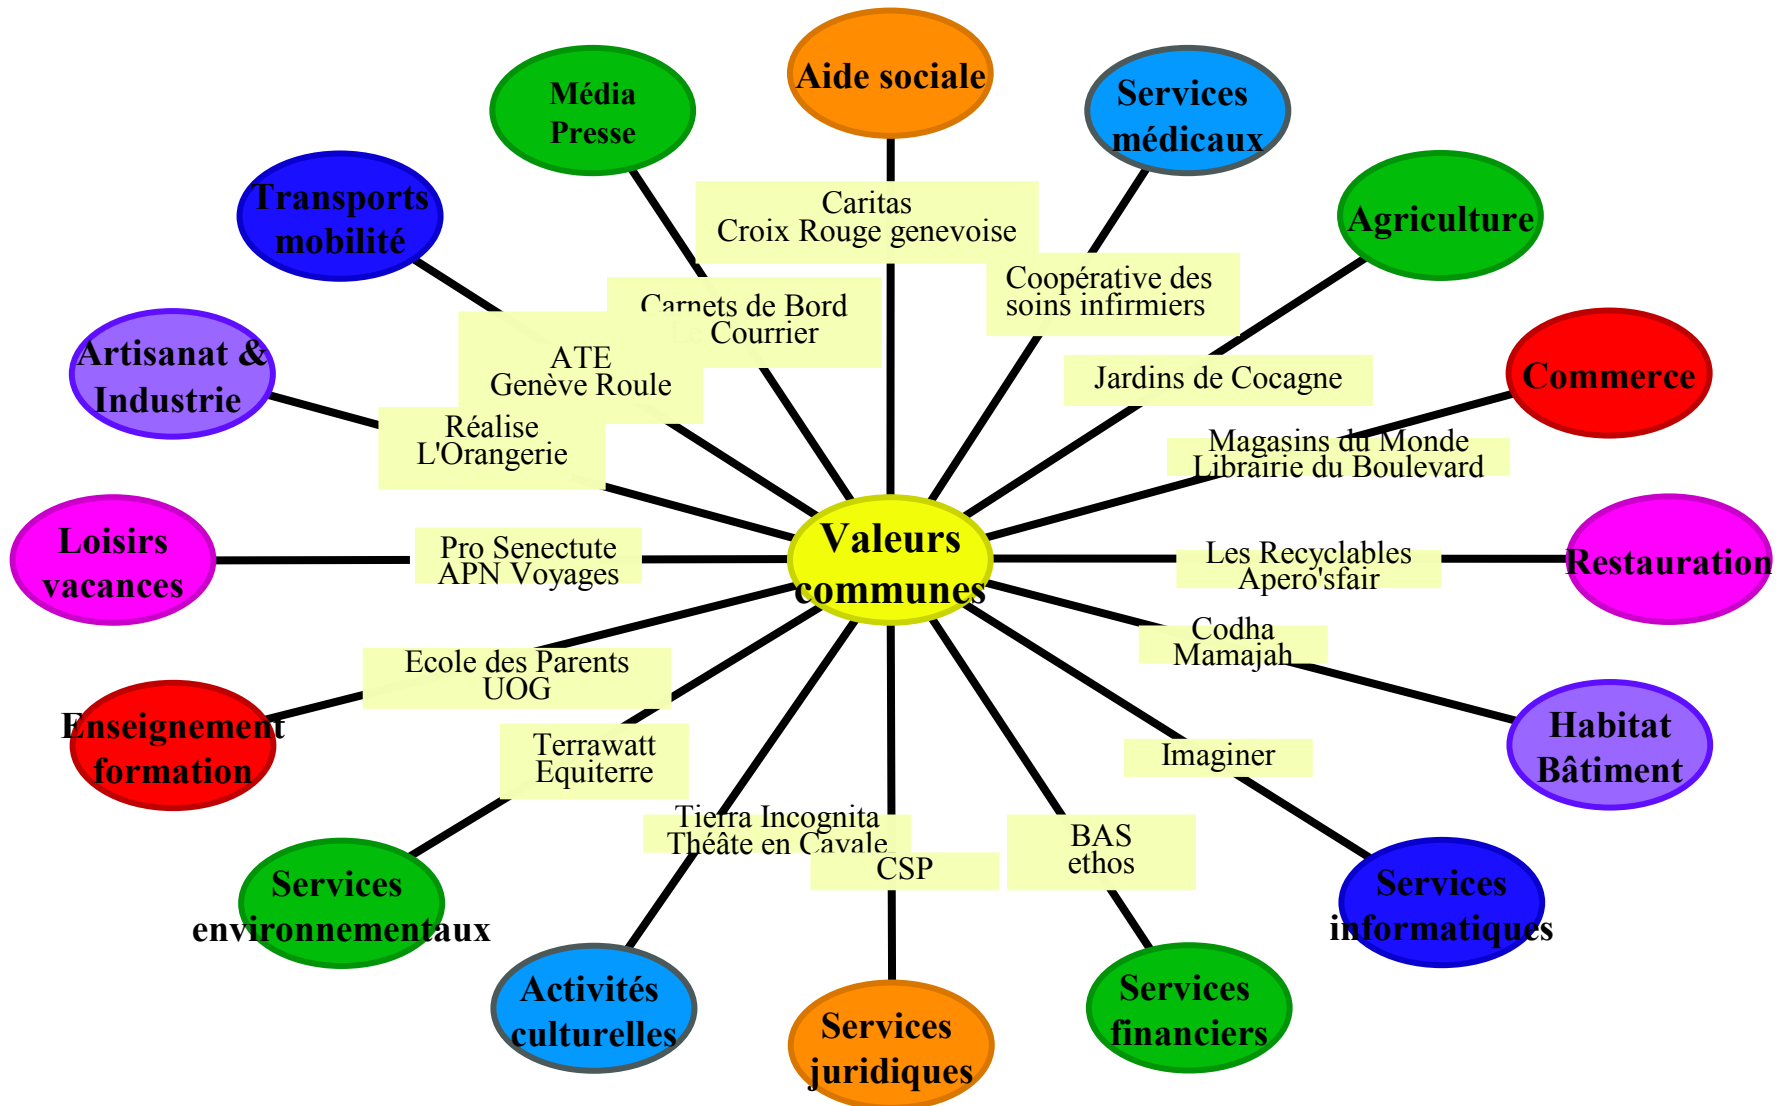 Aide sociale
Média
Presse
Services
médicaux
Transports
mobilité
Caritas
Croix Rouge genevoise
Agriculture
Coopérative des
soins infirmiers
Carnets de Bord
Le Courrier
Artisanat &
Industrie
ATE
Genève Roule
Jardins de Cocagne
Commerce
Réalise
L'Orangerie
Magasins du Monde
Librairie du Boulevard
Loisirs
vacances
Pro Senectute
APN Voyages
Valeurs
communes
Les Recyclables
Apero'sfair
Restauration
Codha
Mamajah
Ecole des Parents
UOG
Enseignement
formation
Terrawatt
Equiterre
Imaginer
Habitat
Bâtiment
Tierra Incognita
Théâte en Cavale
CSP
BAS
ethos
Services
environnementaux
Services
informatiques
Activités
culturelles
Services
juridiques
Services
financiers